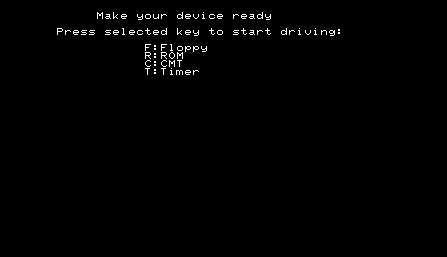 Make your device ready
Press selected key to start driving:
F:Floppy
R:ROM
C:CMT
T:Timer